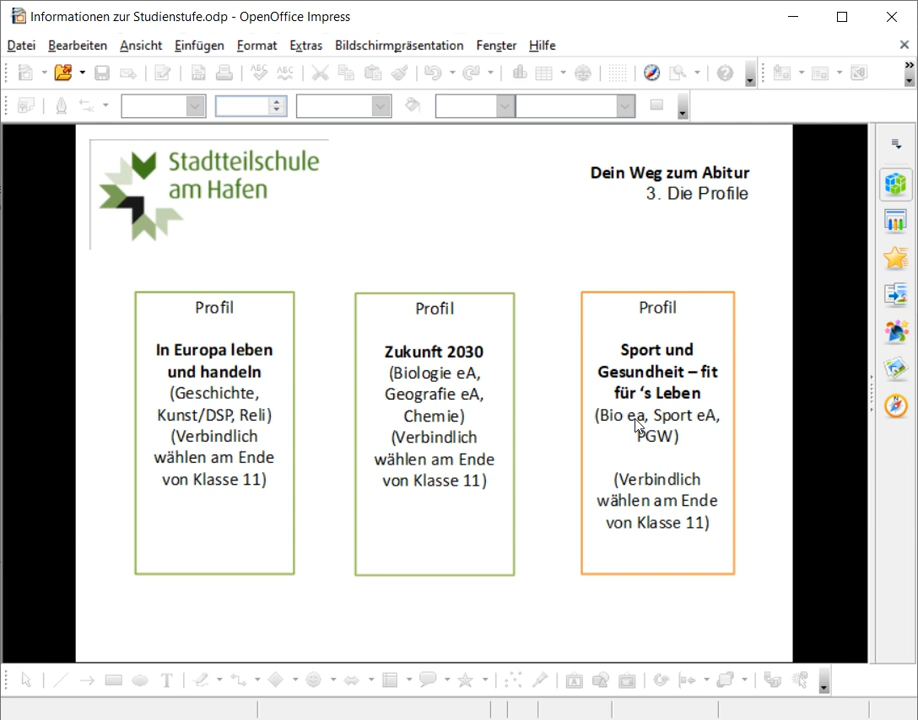 Informationen zur Studienstufe.odp - OpenOffice Impress
Datei Bearbeiten Ansicht Einfügen Format Extras Bildschirmpräsentation Fenster Hilfe
Stadtteilschule
am Hafen
Dein Weg zum Abitur
3. Die Profile
Profil
In Europa leben
und handeln
(Geschichte,
Kunst/DSP, Reli)
(Verbindlich
wählen am Ende
von Klasse 11)
Profil
Zukunft 2030
(Biologie eA,
Geografie eA,
Chemie)
(Verbindlich
wählen am Ende
von Klasse 11)
Profil
Sport und
Gesundheit – fit
für ‘s Leben
(Bio ea, Sport eA,
PGW)
(Verbindlich
wählen am Ende
von Klasse 11)